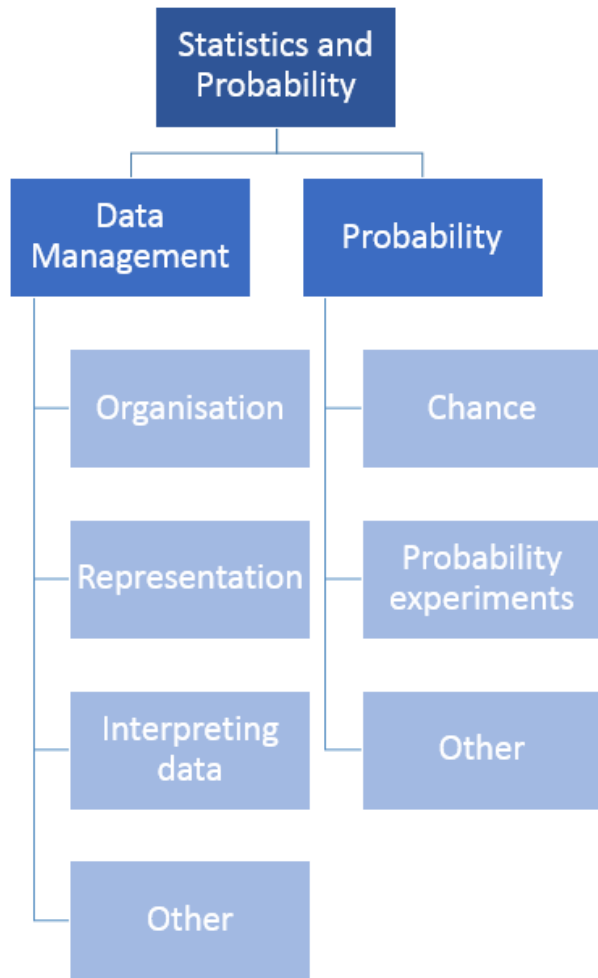 Statistics and
Probability
Data
Management
Probability
Organisation
Chance
Representation
Probability
experiments
Interpreting
data
Other
Other